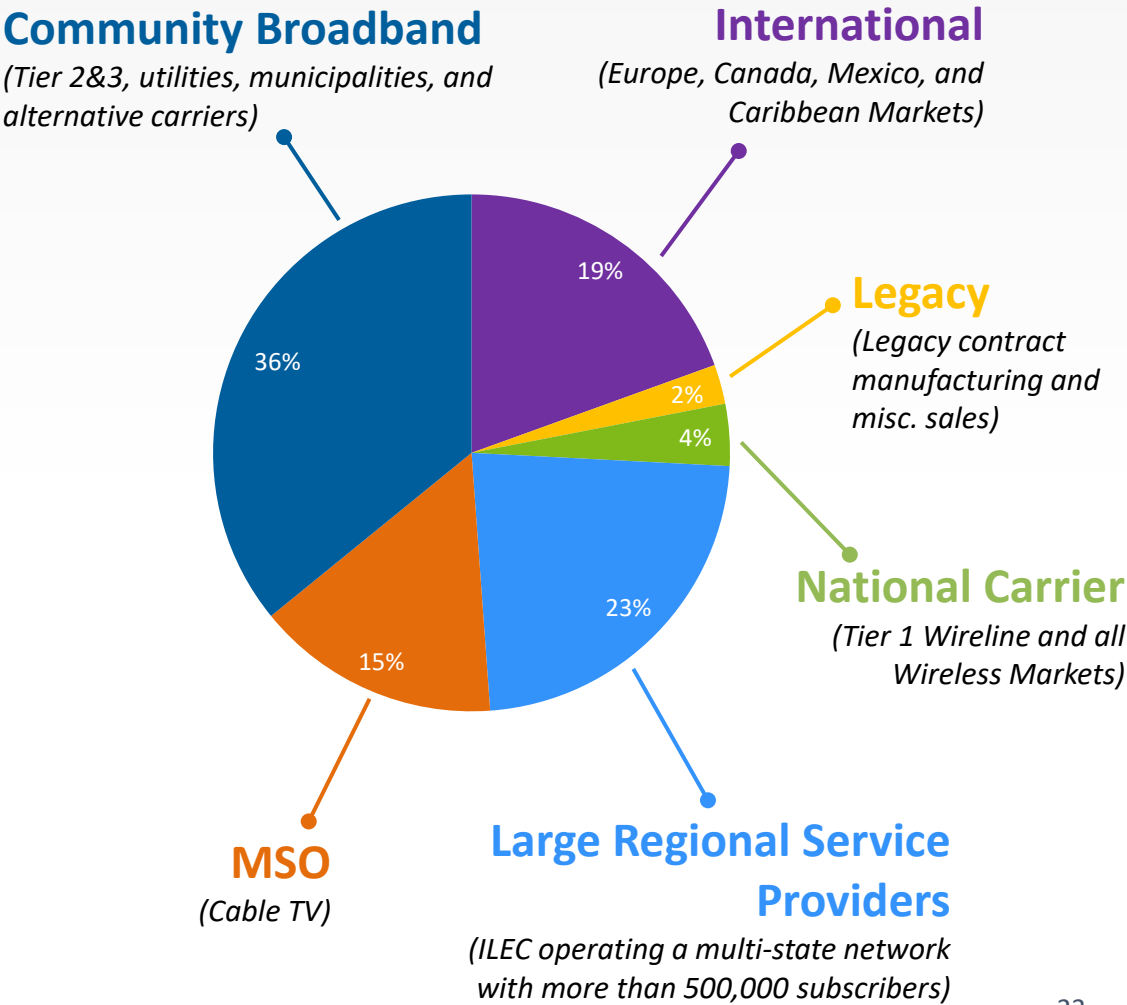 Community Broadband
(Tier 2&3, utilities, municipalities, and
alternative carriers)
International
(Europe, Canada, Mexico, and
Caribbean Markets)
19%
Legacy
(Legacy contract
manufacturing and
misc. sales)
36%
2%
4%
National Carrier
(Tier 1 Wireline and all
Wireless Markets)
23%
15%
MSO
(Cable TV)
Large Regional Service
Providers
(ILEC operating a multi-state network
with more than 500,000 subscribers)